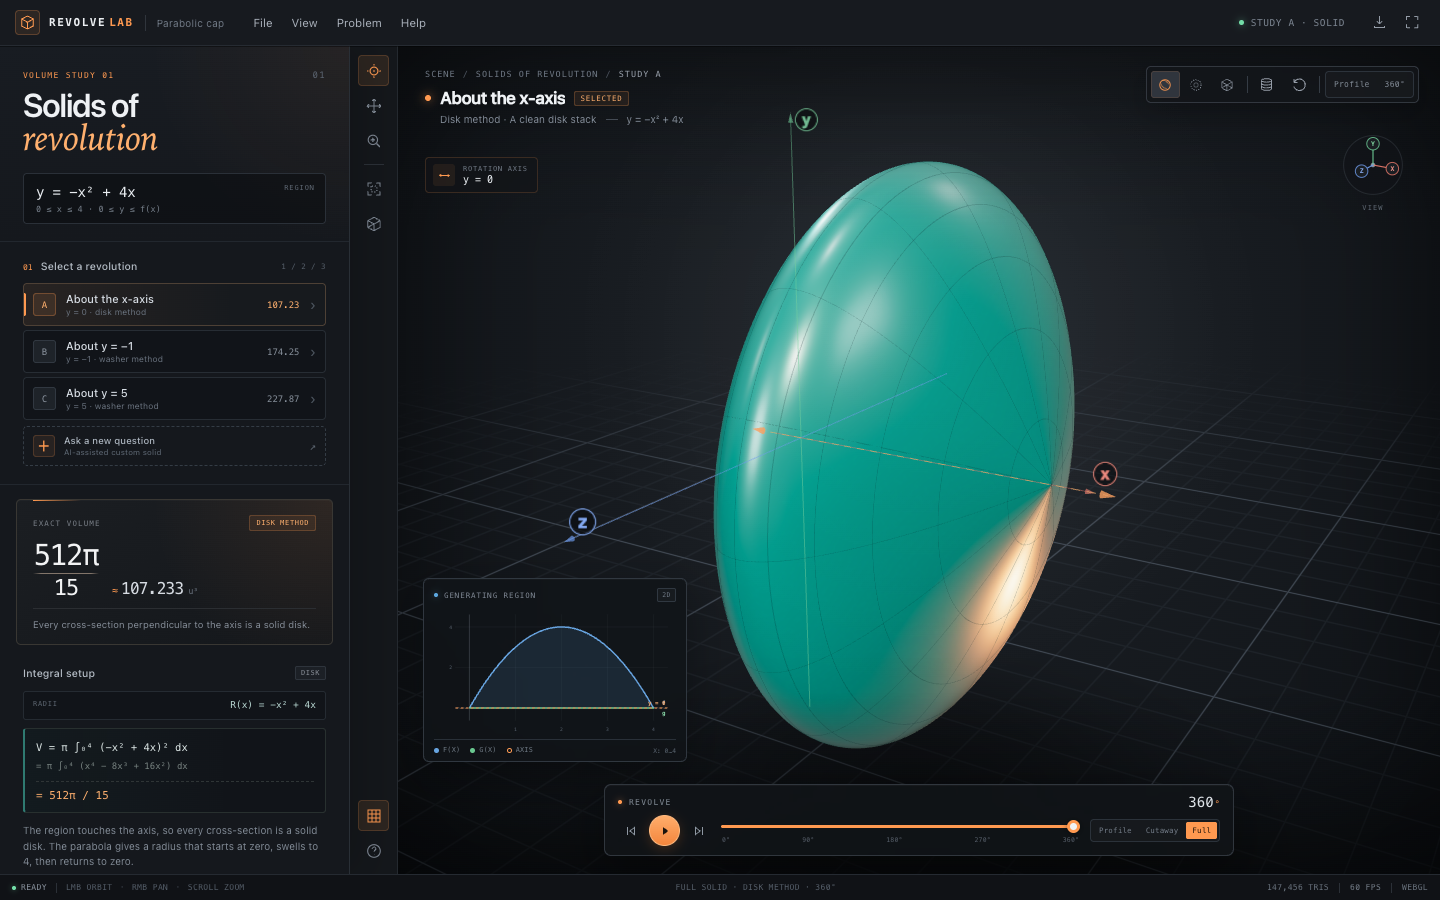 REVOLVE LAB
Parabolic cap
File
View
Problem
Help
STUDY A · SOLID
VOLUME STUDY 01
01
Solids of
revolution
y = −x² + 4x
REGION
0 ≤ x ≤ 4 · 0 ≤ y ≤ f(x)
01 Select a revolution
1 / 2 / 3
A
About the x-axis
y = 0 · disk method
107.23
B
About y = −1
y = −1 · washer method
174.25
C
About y = 5
y = 5 · washer method
227.87
Ask a new question
AI-assisted custom solid
EXACT VOLUME
DISK METHOD
512π
15
≈ 107.233 u³
Every cross-section perpendicular to the axis is a solid disk.
Integral setup
DISK
RADII
R(x) = −x² + 4x
V = π ∫₀⁴ (−x² + 4x)² dx
= π ∫₀⁴ (x⁴ − 8x³ + 16x²) dx
= 512π / 15
The region touches the axis, so every cross-section is a solid
disk. The parabola gives a radius that starts at zero, swells to
4, then returns to zero.
SCENE / SOLIDS OF REVOLUTION / STUDY A
About the x-axis
SELECTED
Disk method · A clean disk stack — y = −x² + 4x
ROTATION AXIS
y = 0
Profile 360°
Y
X
Z
VIEW
y
x
z
GENERATING REGION
2D
4
2
1
2
3
4
F(X)
G(X)
AXIS
X: 0…4
REVOLVE
360°
0°
90°
180°
270°
360°
Profile
Cutaway
Full
READY
LMB ORBIT · RMB PAN · SCROLL ZOOM
FULL SOLID · DISK METHOD · 360°
147,456 TRIS
60 FPS
WEBGL